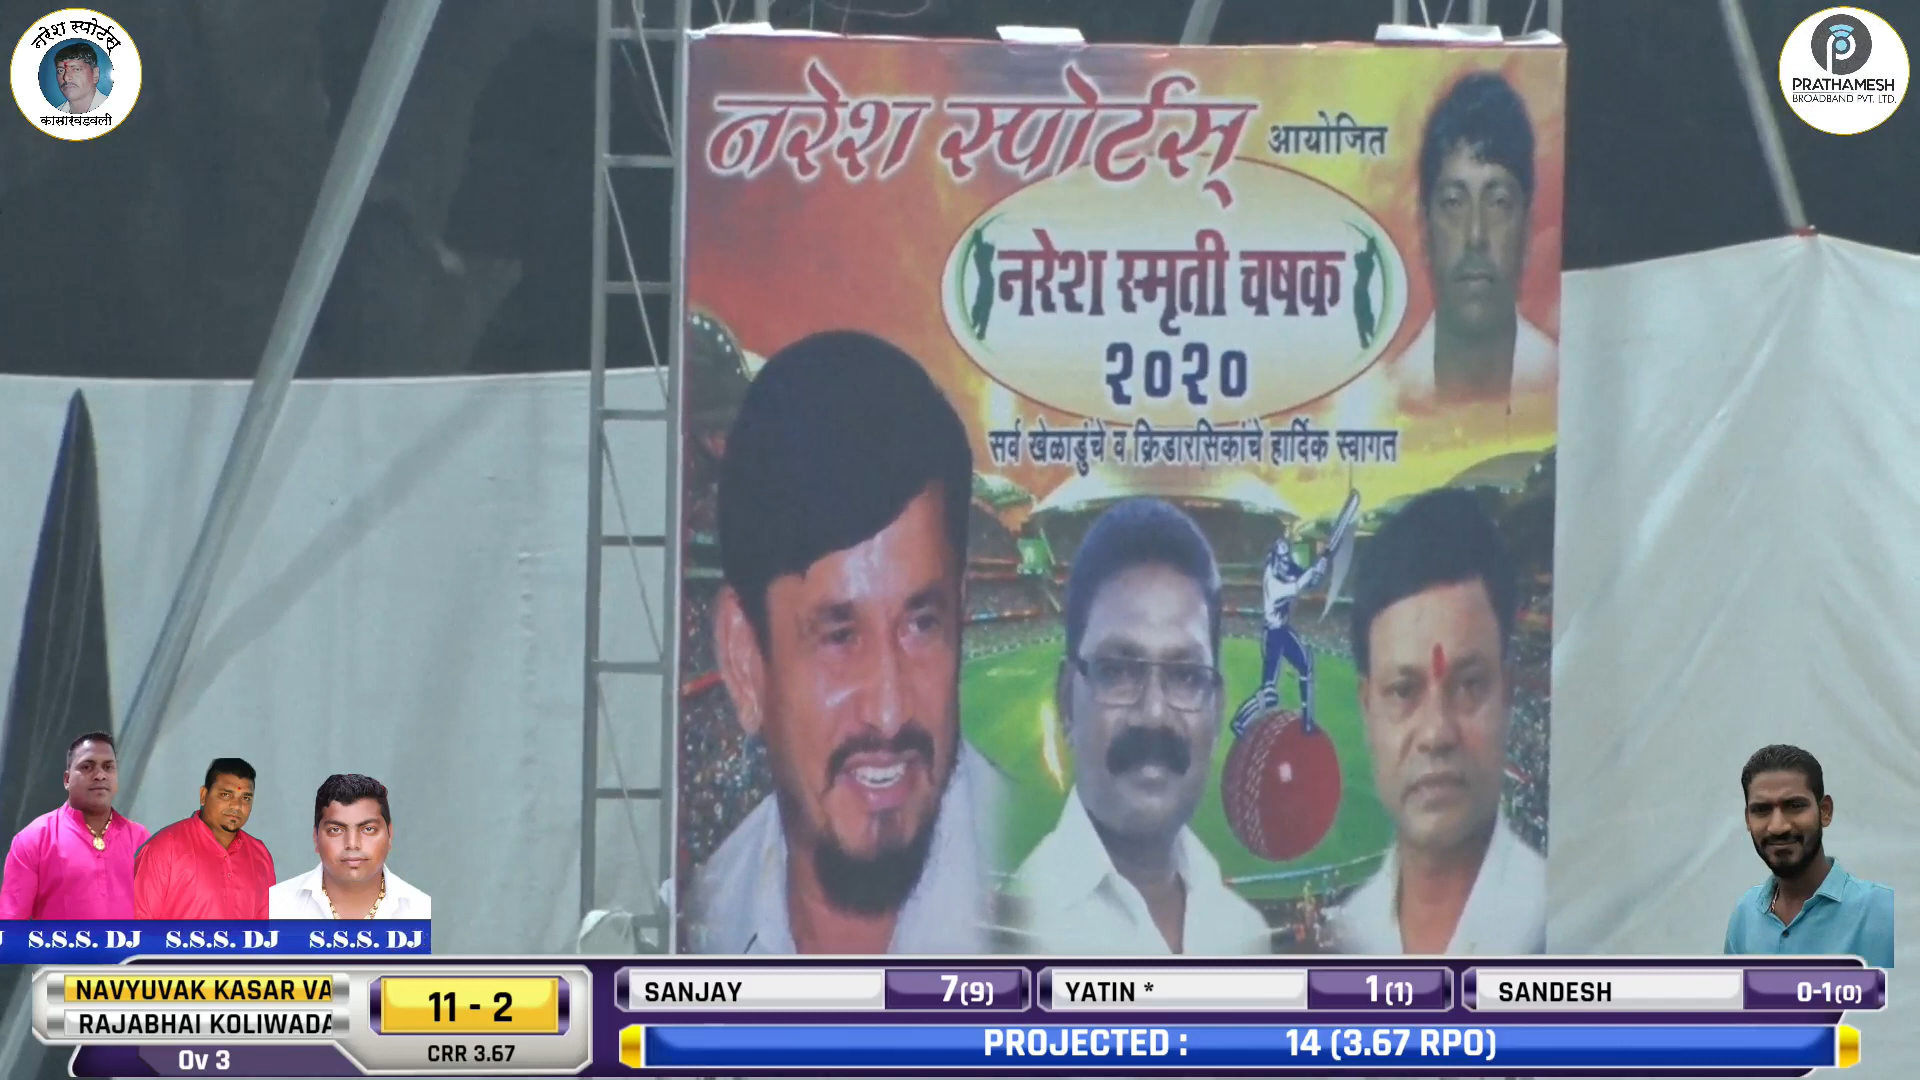 नरेश स्पोर्टस्
कासारवडवली
PRATHAMESH
BROADBAND PVT. LTD.
नरेश स्पोर्टस् आयोजित
नरेश स्मृती चषक
२०२०
सर्व खेळाडुंचे व क्रिडारसिकांचे हार्दिक स्वागत
S.S.S. DJ S.S.S. DJ S.S.S. DJ
NAVYUVAK KASAR VA
RAJABHAI KOLIWADA
Ov 3
11 - 2
CRR 3.67
SANJAY 7(9)
YATIN * 1(1)
SANDESH 0-1(0)
PROJECTED : 14 (3.67 RPO)